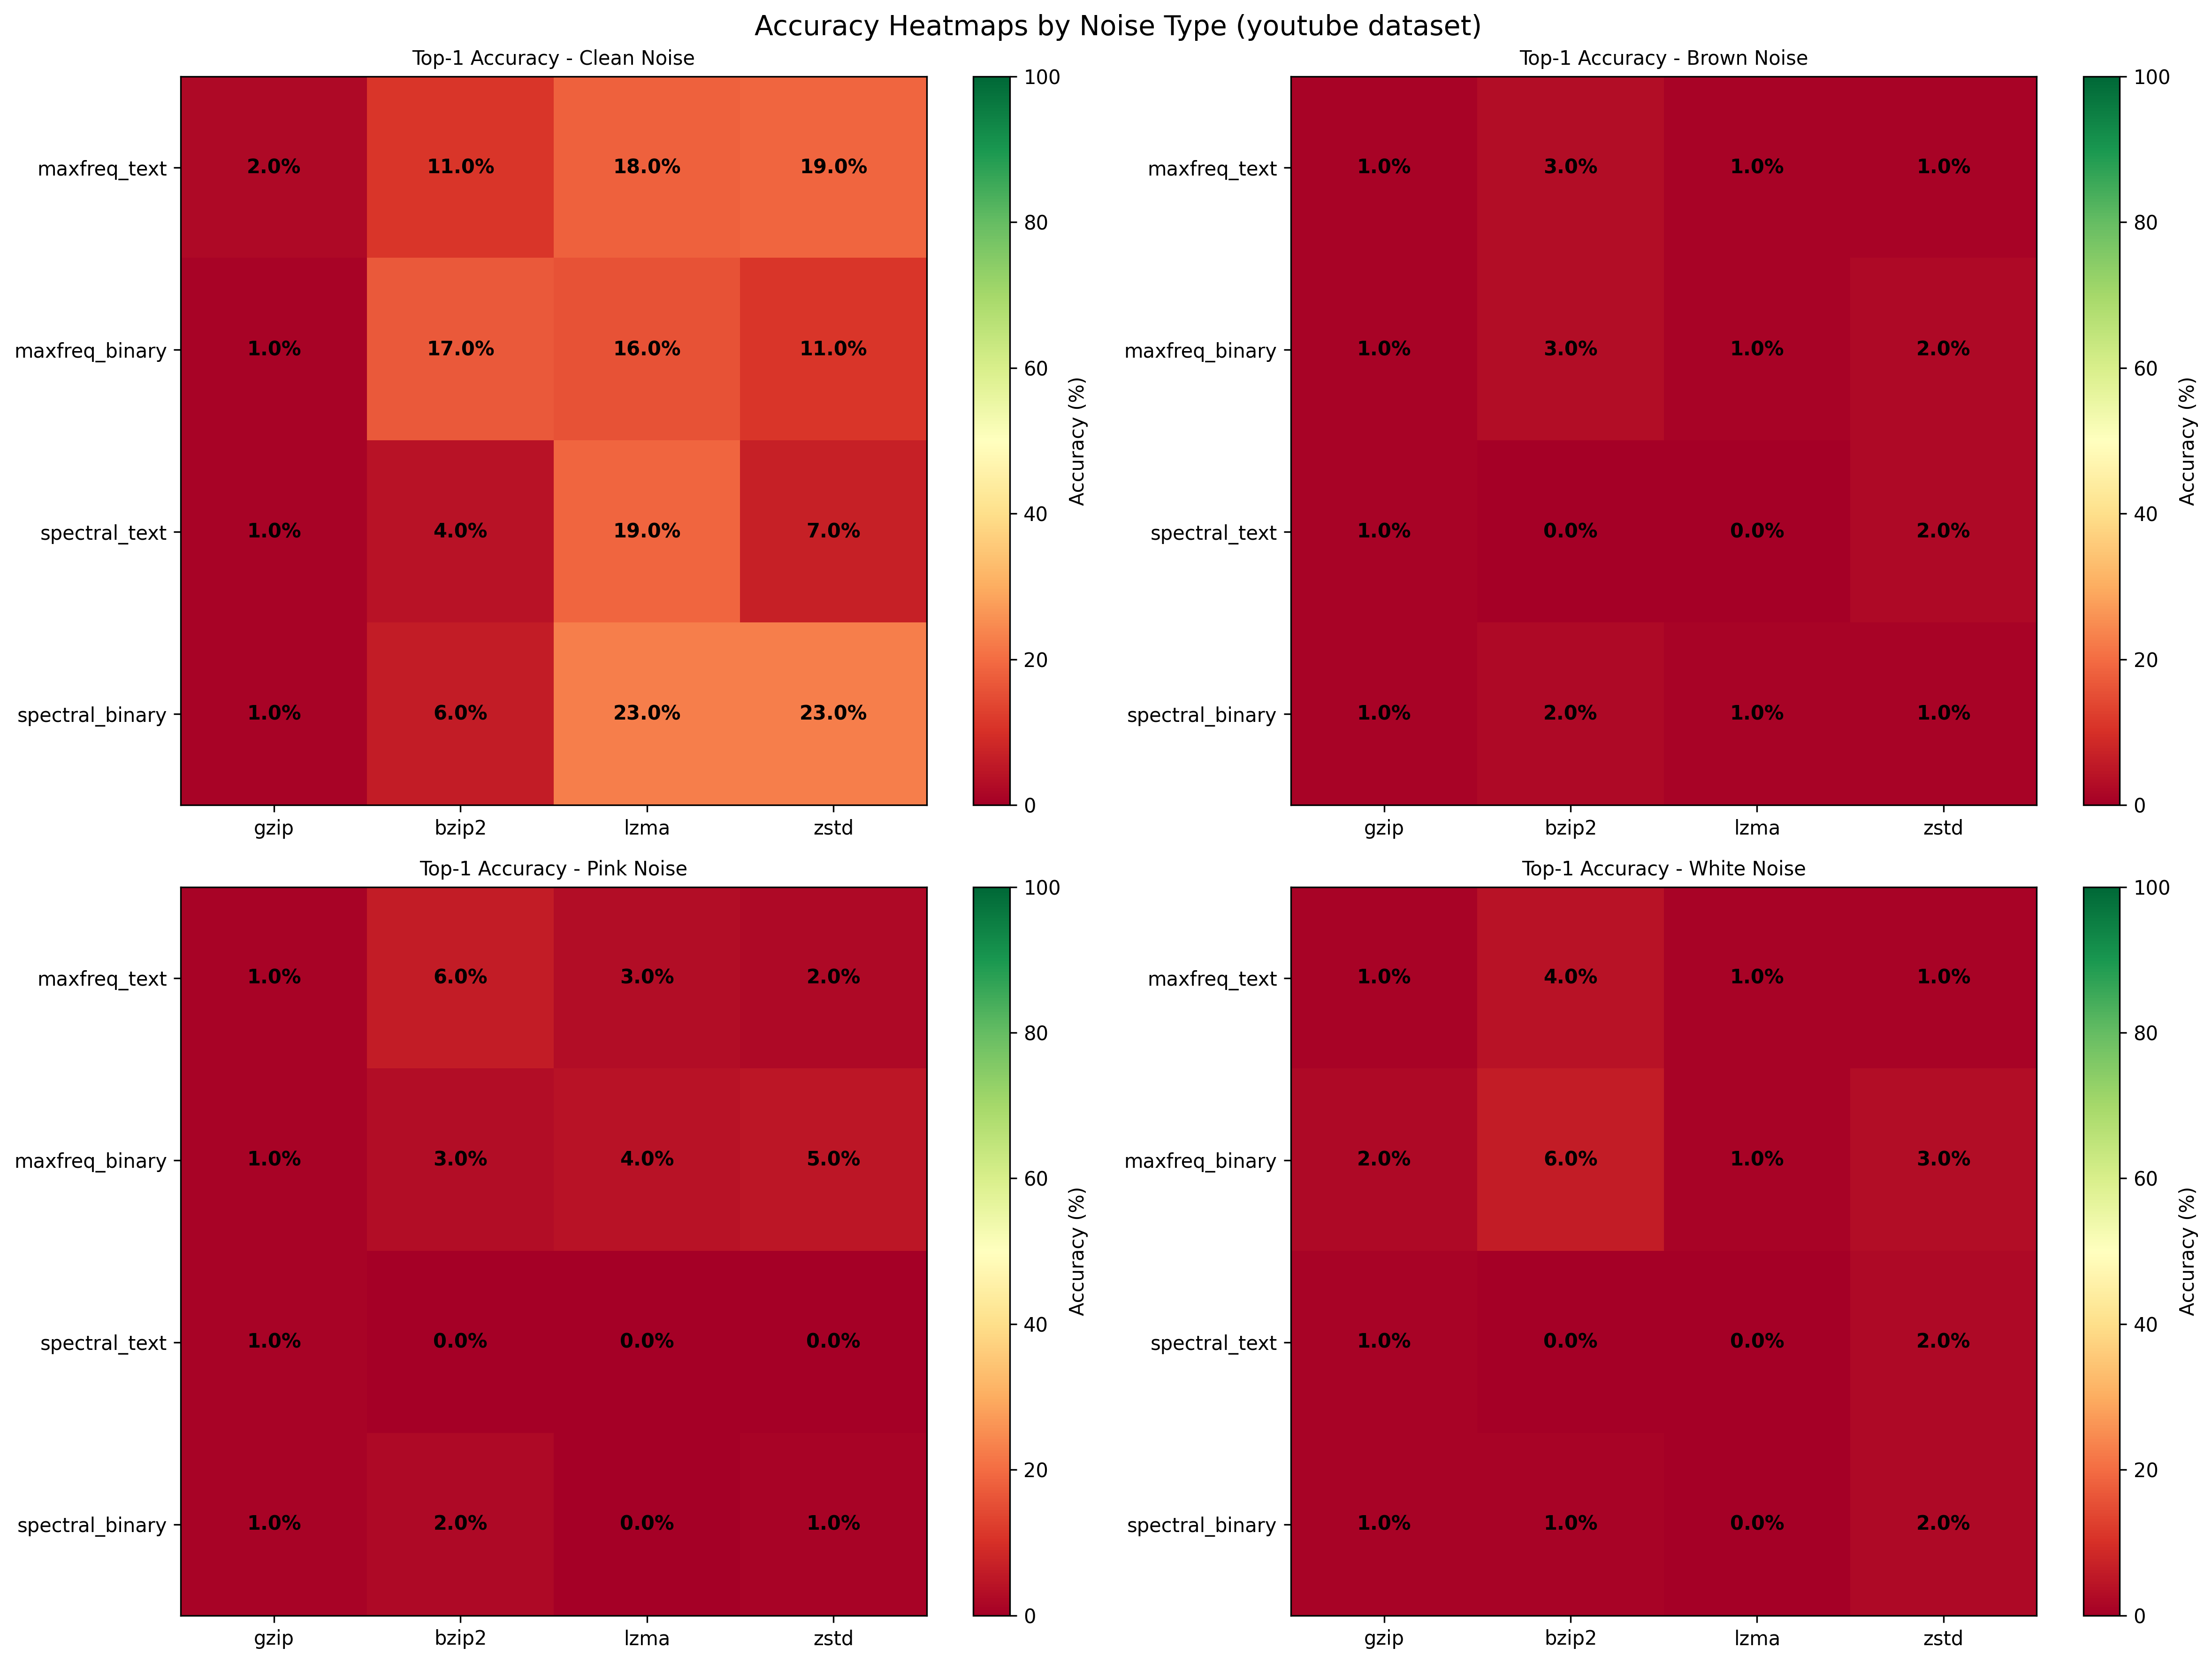 Accuracy Heatmaps by Noise Type (youtube dataset)
Top-1 Accuracy - Clean Noise
100
80
60
40
20
0
Accuracy (%)
maxfreq_text
2.0% 11.0% 18.0% 19.0%
maxfreq_binary
1.0% 17.0% 16.0% 11.0%
spectral_text
1.0% 4.0% 19.0% 7.0%
spectral_binary
1.0% 6.0% 23.0% 23.0%
gzip bzip2 lzma zstd
Top-1 Accuracy - Brown Noise
100
80
60
40
20
0
Accuracy (%)
maxfreq_text
1.0% 3.0% 1.0% 1.0%
maxfreq_binary
1.0% 3.0% 1.0% 2.0%
spectral_text
1.0% 0.0% 0.0% 2.0%
spectral_binary
1.0% 2.0% 1.0% 1.0%
gzip bzip2 lzma zstd
Top-1 Accuracy - Pink Noise
100
80
60
40
20
0
Accuracy (%)
maxfreq_text
1.0% 6.0% 3.0% 2.0%
maxfreq_binary
1.0% 3.0% 4.0% 5.0%
spectral_text
1.0% 0.0% 0.0% 0.0%
spectral_binary
1.0% 2.0% 0.0% 1.0%
gzip bzip2 lzma zstd
Top-1 Accuracy - White Noise
100
80
60
40
20
0
Accuracy (%)
maxfreq_text
1.0% 4.0% 1.0% 1.0%
maxfreq_binary
2.0% 6.0% 1.0% 3.0%
spectral_text
1.0% 0.0% 0.0% 2.0%
spectral_binary
1.0% 1.0% 0.0% 2.0%
gzip bzip2 lzma zstd